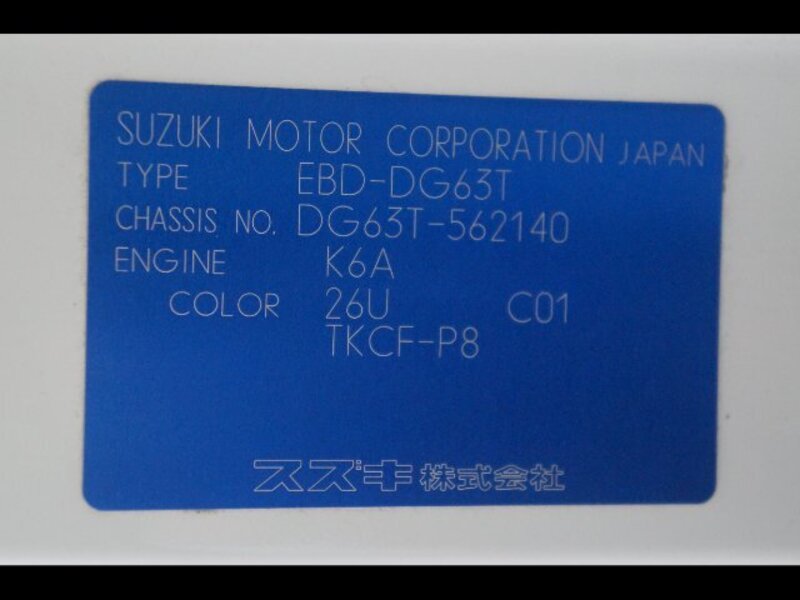 SUZUKI MOTOR CORPORATION JAPAN
TYPE EBD-DG63T
CHASSIS NO. DG63T-562140
ENGINE K6A
COLOR 26U C01
TKCF-P8
スズキ株式会社